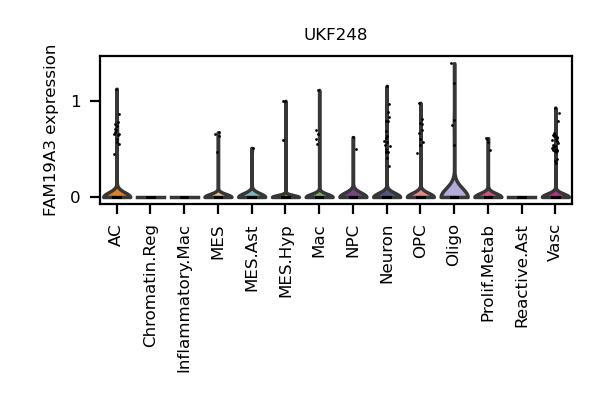 UKF248
FAM19A3 expression
1
0
AC
Chromatin.Reg
Inflammatory.Mac
MES
MES.Ast
MES.Hyp
Mac
NPC
Neuron
OPC
Oligo
Prolif.Metab
Reactive.Ast
Vasc